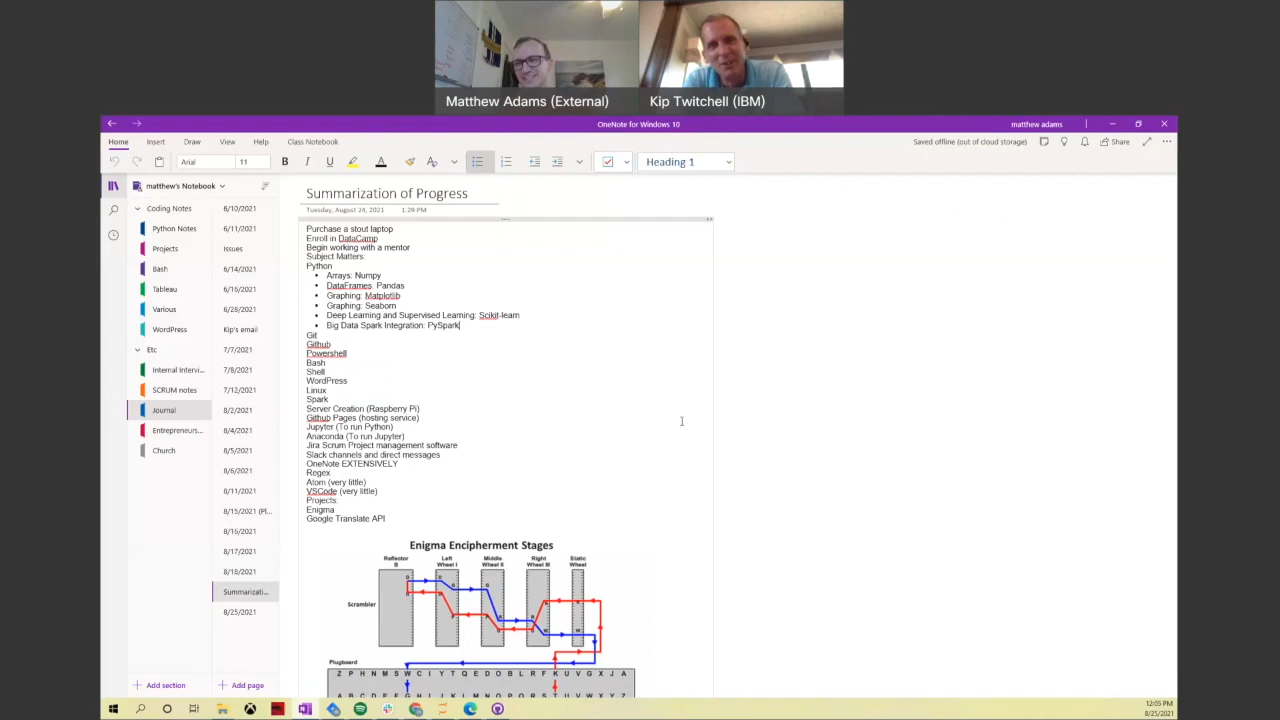 Matthew Adams (External)
Kip Twitchell (IBM)
OneNote for Windows 10
matthew adams
Home
Insert
Draw
View
Help
Class Notebook
Saved offline (out of cloud storage)
Share
Arial
11
B
I
U
A
Heading 1
matthew's Notebook
Coding Notes
Python Notes
Projects
Bash
Tableau
Various
WordPress
Etc
Internal Intervi...
SCRUM notes
Journal
Entrepreneurs...
Church
6/10/2021
6/11/2021
Issues
6/14/2021
6/16/2021
6/28/2021
Kip's email
7/7/2021
7/8/2021
7/12/2021
8/2/2021
8/4/2021
8/5/2021
8/6/2021
8/11/2021
8/15/2021 (Pl...
8/16/2021
8/17/2021
8/18/2021
Summarizati...
8/25/2021
Add section
Add page
Summarization of Progress
Tuesday, August 24, 2021 1:29 PM
Purchase a stout laptop
Enroll in DataCamp
Begin working with a mentor
Subject Matters:
Python
• Arrays: Numpy
• DataFrames: Pandas
• Graphing: Matplotlib
• Graphing: Seaborn
• Deep Learning and Supervised Learning: Scikit-learn
• Big Data Spark Integration: PySpark
Git
Github
Powershell
Bash
Shell
WordPress
Linux
Spark
Server Creation (Raspberry Pi)
Github Pages (hosting service)
Jupyter (To run Python)
Anaconda (To run Jupyter)
Jira Scrum Project management software
Slack channels and direct messages
OneNote EXTENSIVELY
Regex
Atom (very little)
VSCode (very little)
Projects:
Enigma
Google Translate API
Enigma Encipherment Stages
Reflector B
Left Wheel I
Middle Wheel II
Right Wheel III
Static Wheel
Scrambler
Plugboard
Z P H N M S W C I Y T Q E D O B L R F K U V G X J A
12:05 PM
8/25/2021